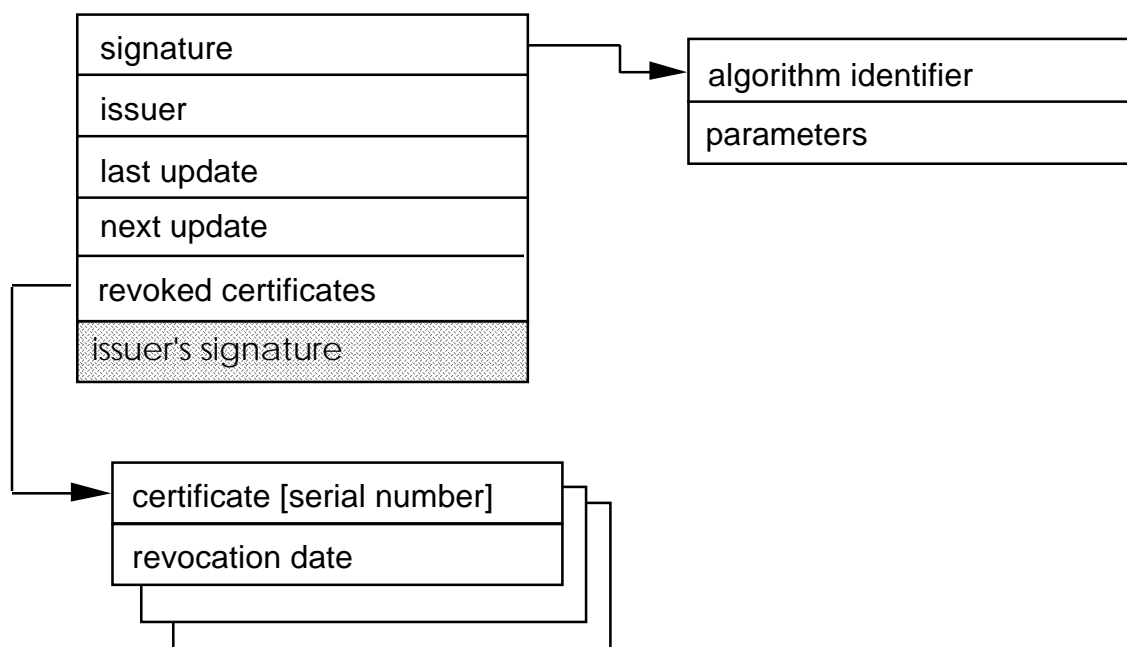 signature
issuer
last update
next update
revoked certificates
issuer's signature
algorithm identifier
parameters
certificate [serial number]
revocation date